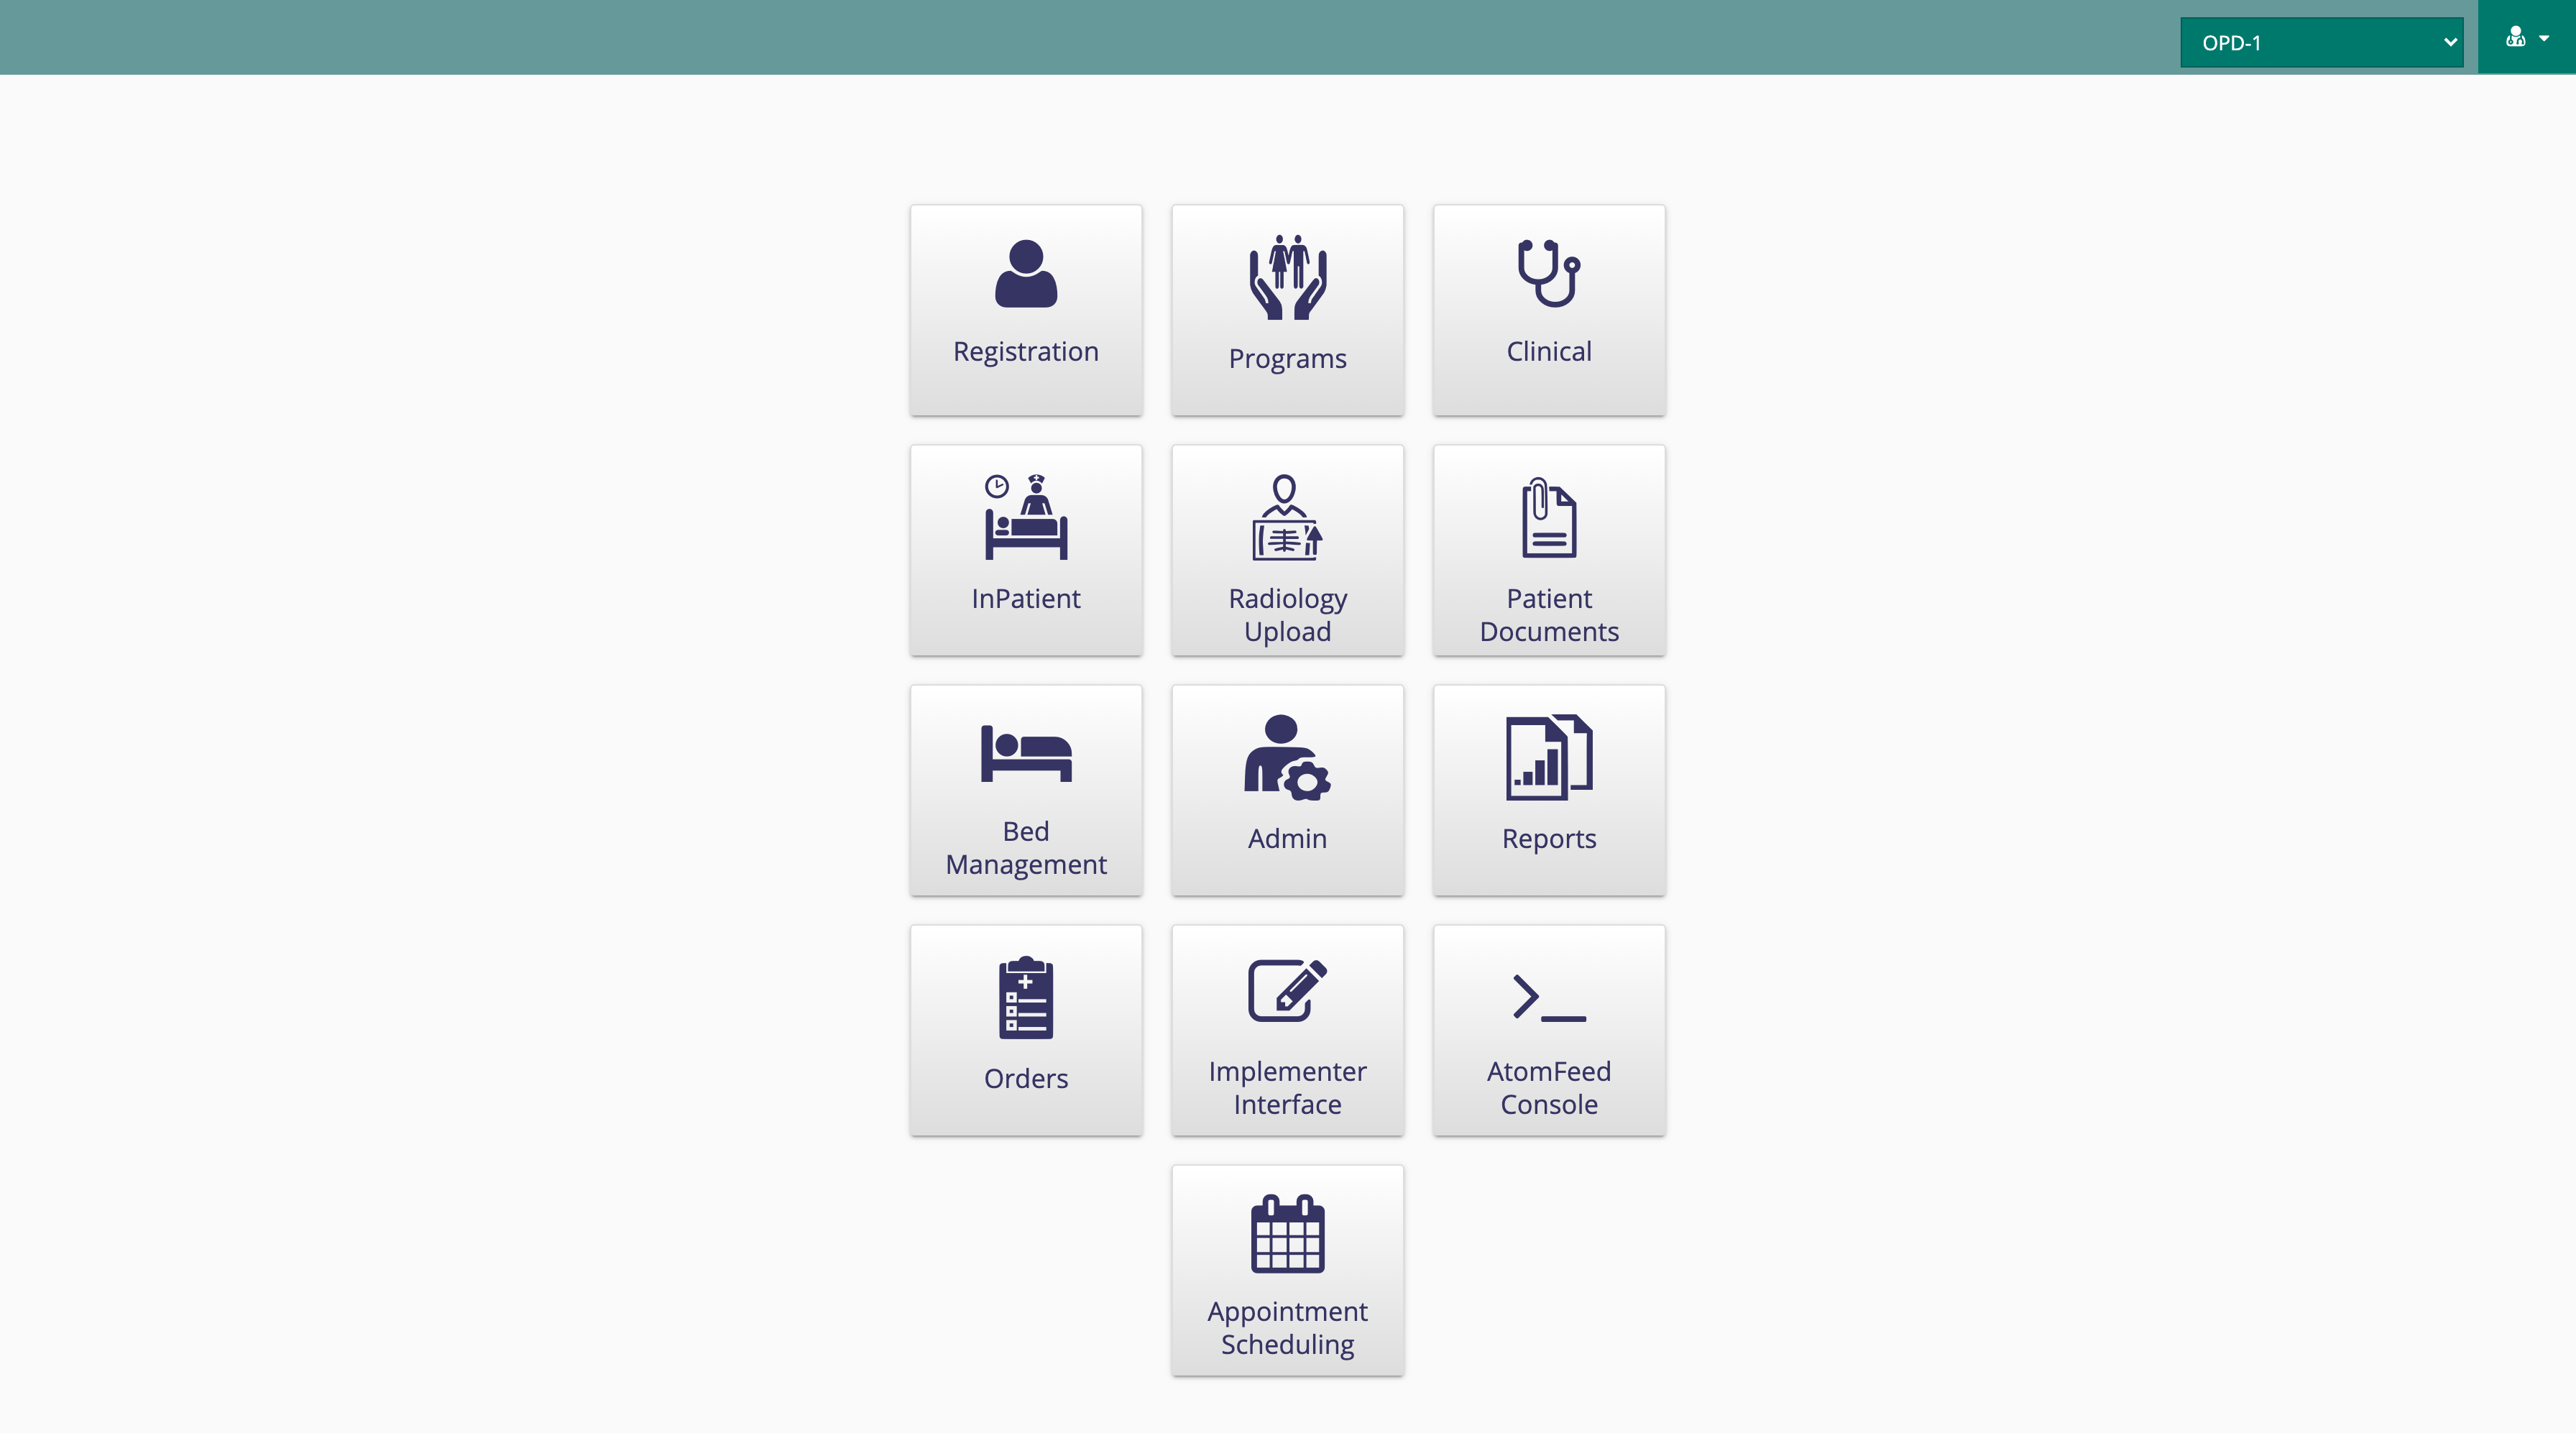 OPD-1
Registration
Programs
Clinical
InPatient
Radiology
Upload
Patient
Documents
Bed
Management
Admin
Reports
Orders
Implementer
Interface
AtomFeed
Console
Appointment
Scheduling